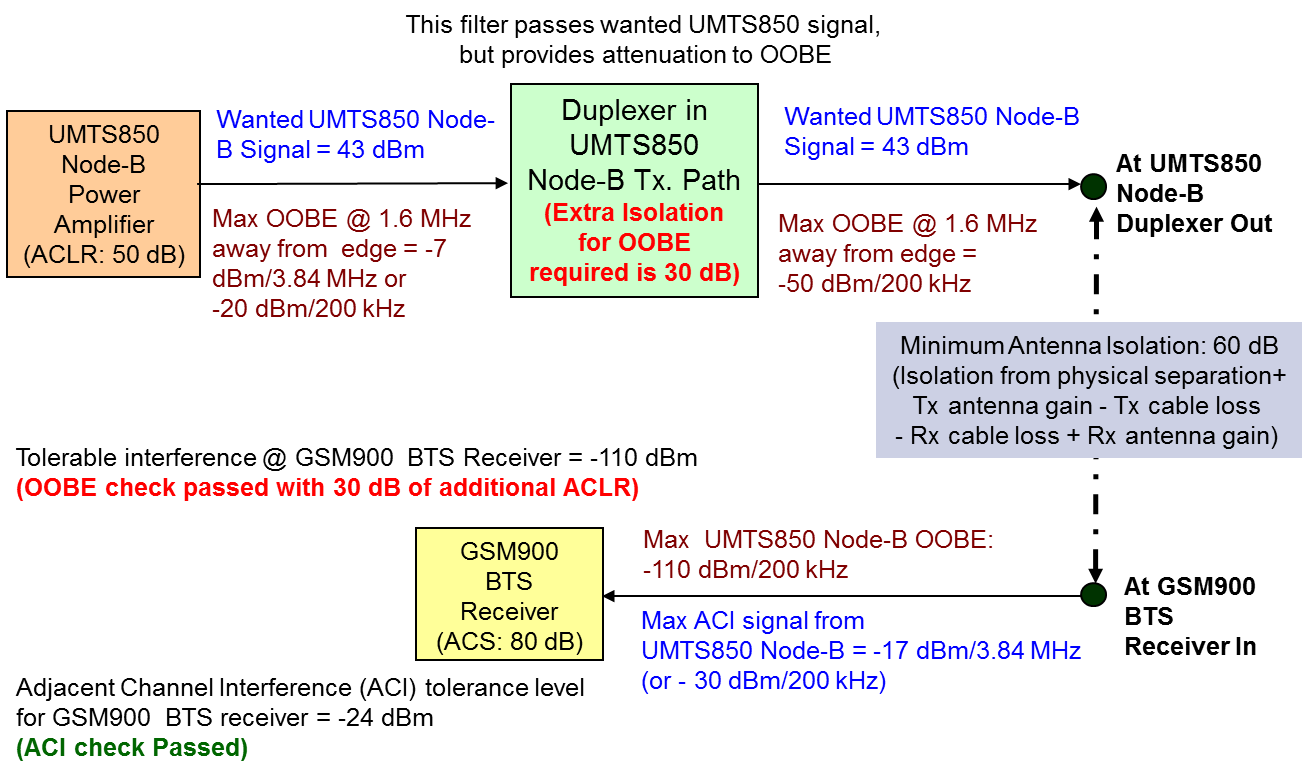 This filter passes wanted UMTS850 signal,
but provides attenuation to OOBE
UMTS850
Node-B
Power
Amplifier
(ACLR: 50 dB)
Wanted UMTS850 Node-
B Signal = 43 dBm
Max OOBE @ 1.6 MHz
away from edge = -7
dBm/3.84 MHz or
-20 dBm/200 kHz
Duplexer in
UMTS850
Node-B Tx. Path
(Extra Isolation
for OOBE
required is 30 dB)
Wanted UMTS850 Node-B
Signal = 43 dBm
Max OOBE @ 1.6 MHz
away from edge =
-50 dBm/200 kHz
At UMTS850
Node-B
Duplexer Out
Minimum Antenna Isolation: 60 dB
(Isolation from physical separation+
Tx antenna gain - Tx cable loss
- Rx cable loss + Rx antenna gain)
Tolerable interference @ GSM900 BTS Receiver = -110 dBm
(OOBE check passed with 30 dB of additional ACLR)
GSM900
BTS
Receiver
(ACS: 80 dB)
Max UMTS850 Node-B OOBE:
-110 dBm/200 kHz
Max ACI signal from
UMTS850 Node-B = -17 dBm/3.84 MHz
(or - 30 dBm/200 kHz)
At GSM900
BTS
Receiver In
Adjacent Channel Interference (ACI) tolerance level
for GSM900 BTS receiver = -24 dBm
(ACI check Passed)